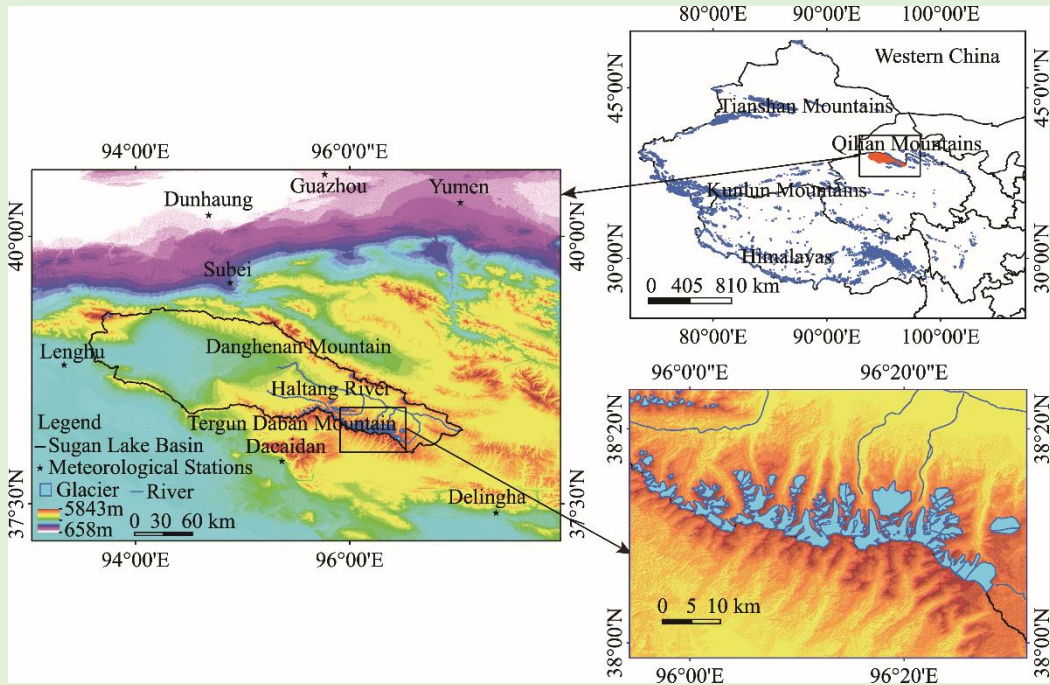 80°00'E 90°00'E 100°00'E
Western China
45°00'N
45°0'0"N
Tianshan Mountains
Qilian Mountains
Kunlun Mountains
Himalayas
30°00'N
30°00'N
0 405 810 km
80°00'E 90°00'E 100°00'E
94°00'E 96°0'E
Guazhou
Yumen
Dunhaung
40°00'N
40°00'N
Subei
Lenghu
Danghenan Mountain
Haltang River
Tergun Daban Mountain
Dacaidan
Delingha
Legend
Sugan Lake Basin
Meteorological Stations
Glacier River
5843m
658m
0 30 60 km
37°30'N
37°30'N
94°00'E 96°00'E
96°00'E 96°20'E
38°20'N
38°20'N
0 5 10 km
38°00'N
38°00'N
96°00'E 96°20'E